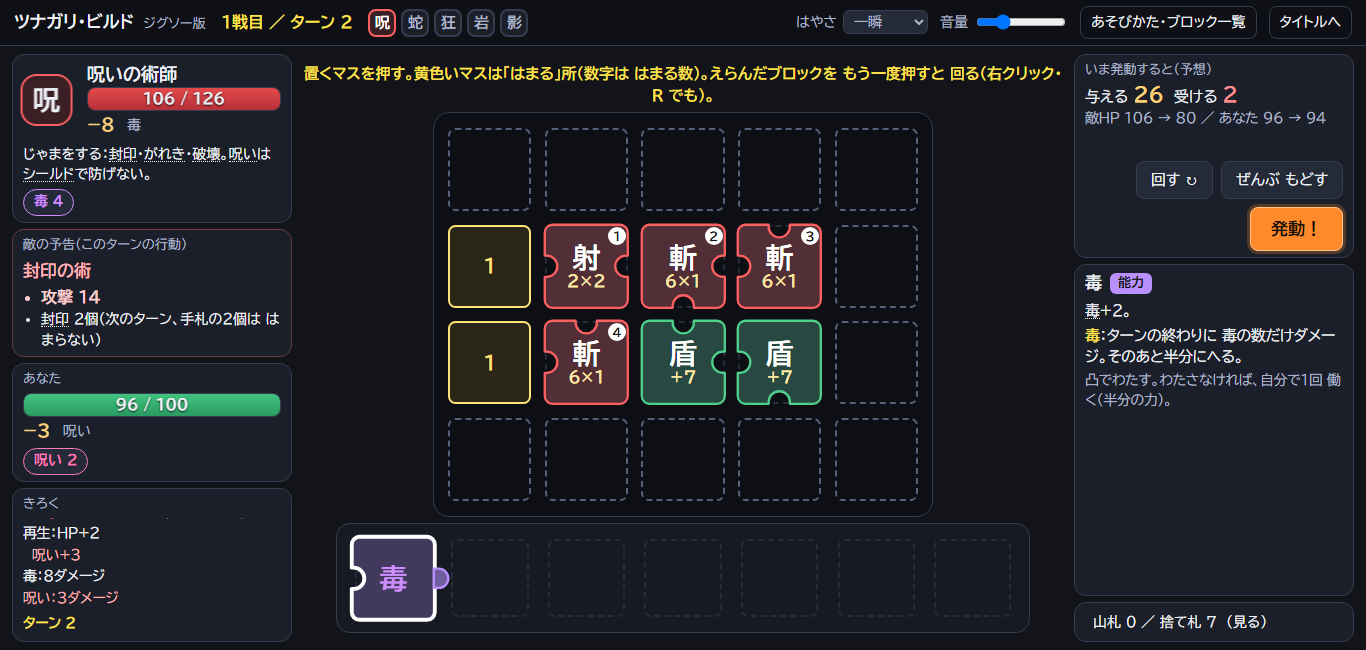 ツナガリ・ビルド ジグソー版 1戦目 ／ ターン 2 呪 蛇 狂 岩 影 はやさ 一瞬 音量 あそびかた・ブロック一覧 タイトルへ
呪
呪いの術師
106 / 126
−8 毒
じゃまをする：封印・がれき・破壊。呪いは
シールドで防げない。
毒 4
敵の予告(このターンの行動)
封印の術
• 攻撃 14
• 封印 2個(次のターン、手札の2個は は
まらない)
あなた
96 / 100
−3 呪い
呪い 2
きろく
再生：HP+2
呪い+3
毒：8ダメージ
呪い：3ダメージ
ターン 2
置くマスを押す。黄色いマスは「はまる」所(数字は はまる数)。えらんだブロックを もう一度押すと 回る(右クリック・
R でも)。
1 射 2×2 1 斬 6×1 2 斬 6×1 3
1 斬 6×1 4 盾 +7 盾 +7
毒
いま発動すると(予想)
与える 26 受ける 2
敵HP 106 → 80 ／ あなた 96 → 94
回す ↻ ぜんぶ もどす
発動！
毒 能力
毒+2。
毒：ターンの終わりに 毒の数だけダメー
ジ。そのあと半分にへる。
凸でわたす。わたさなければ、自分で1回 働
く(半分の力)。
山札 0 ／ 捨て札 7 （見る）